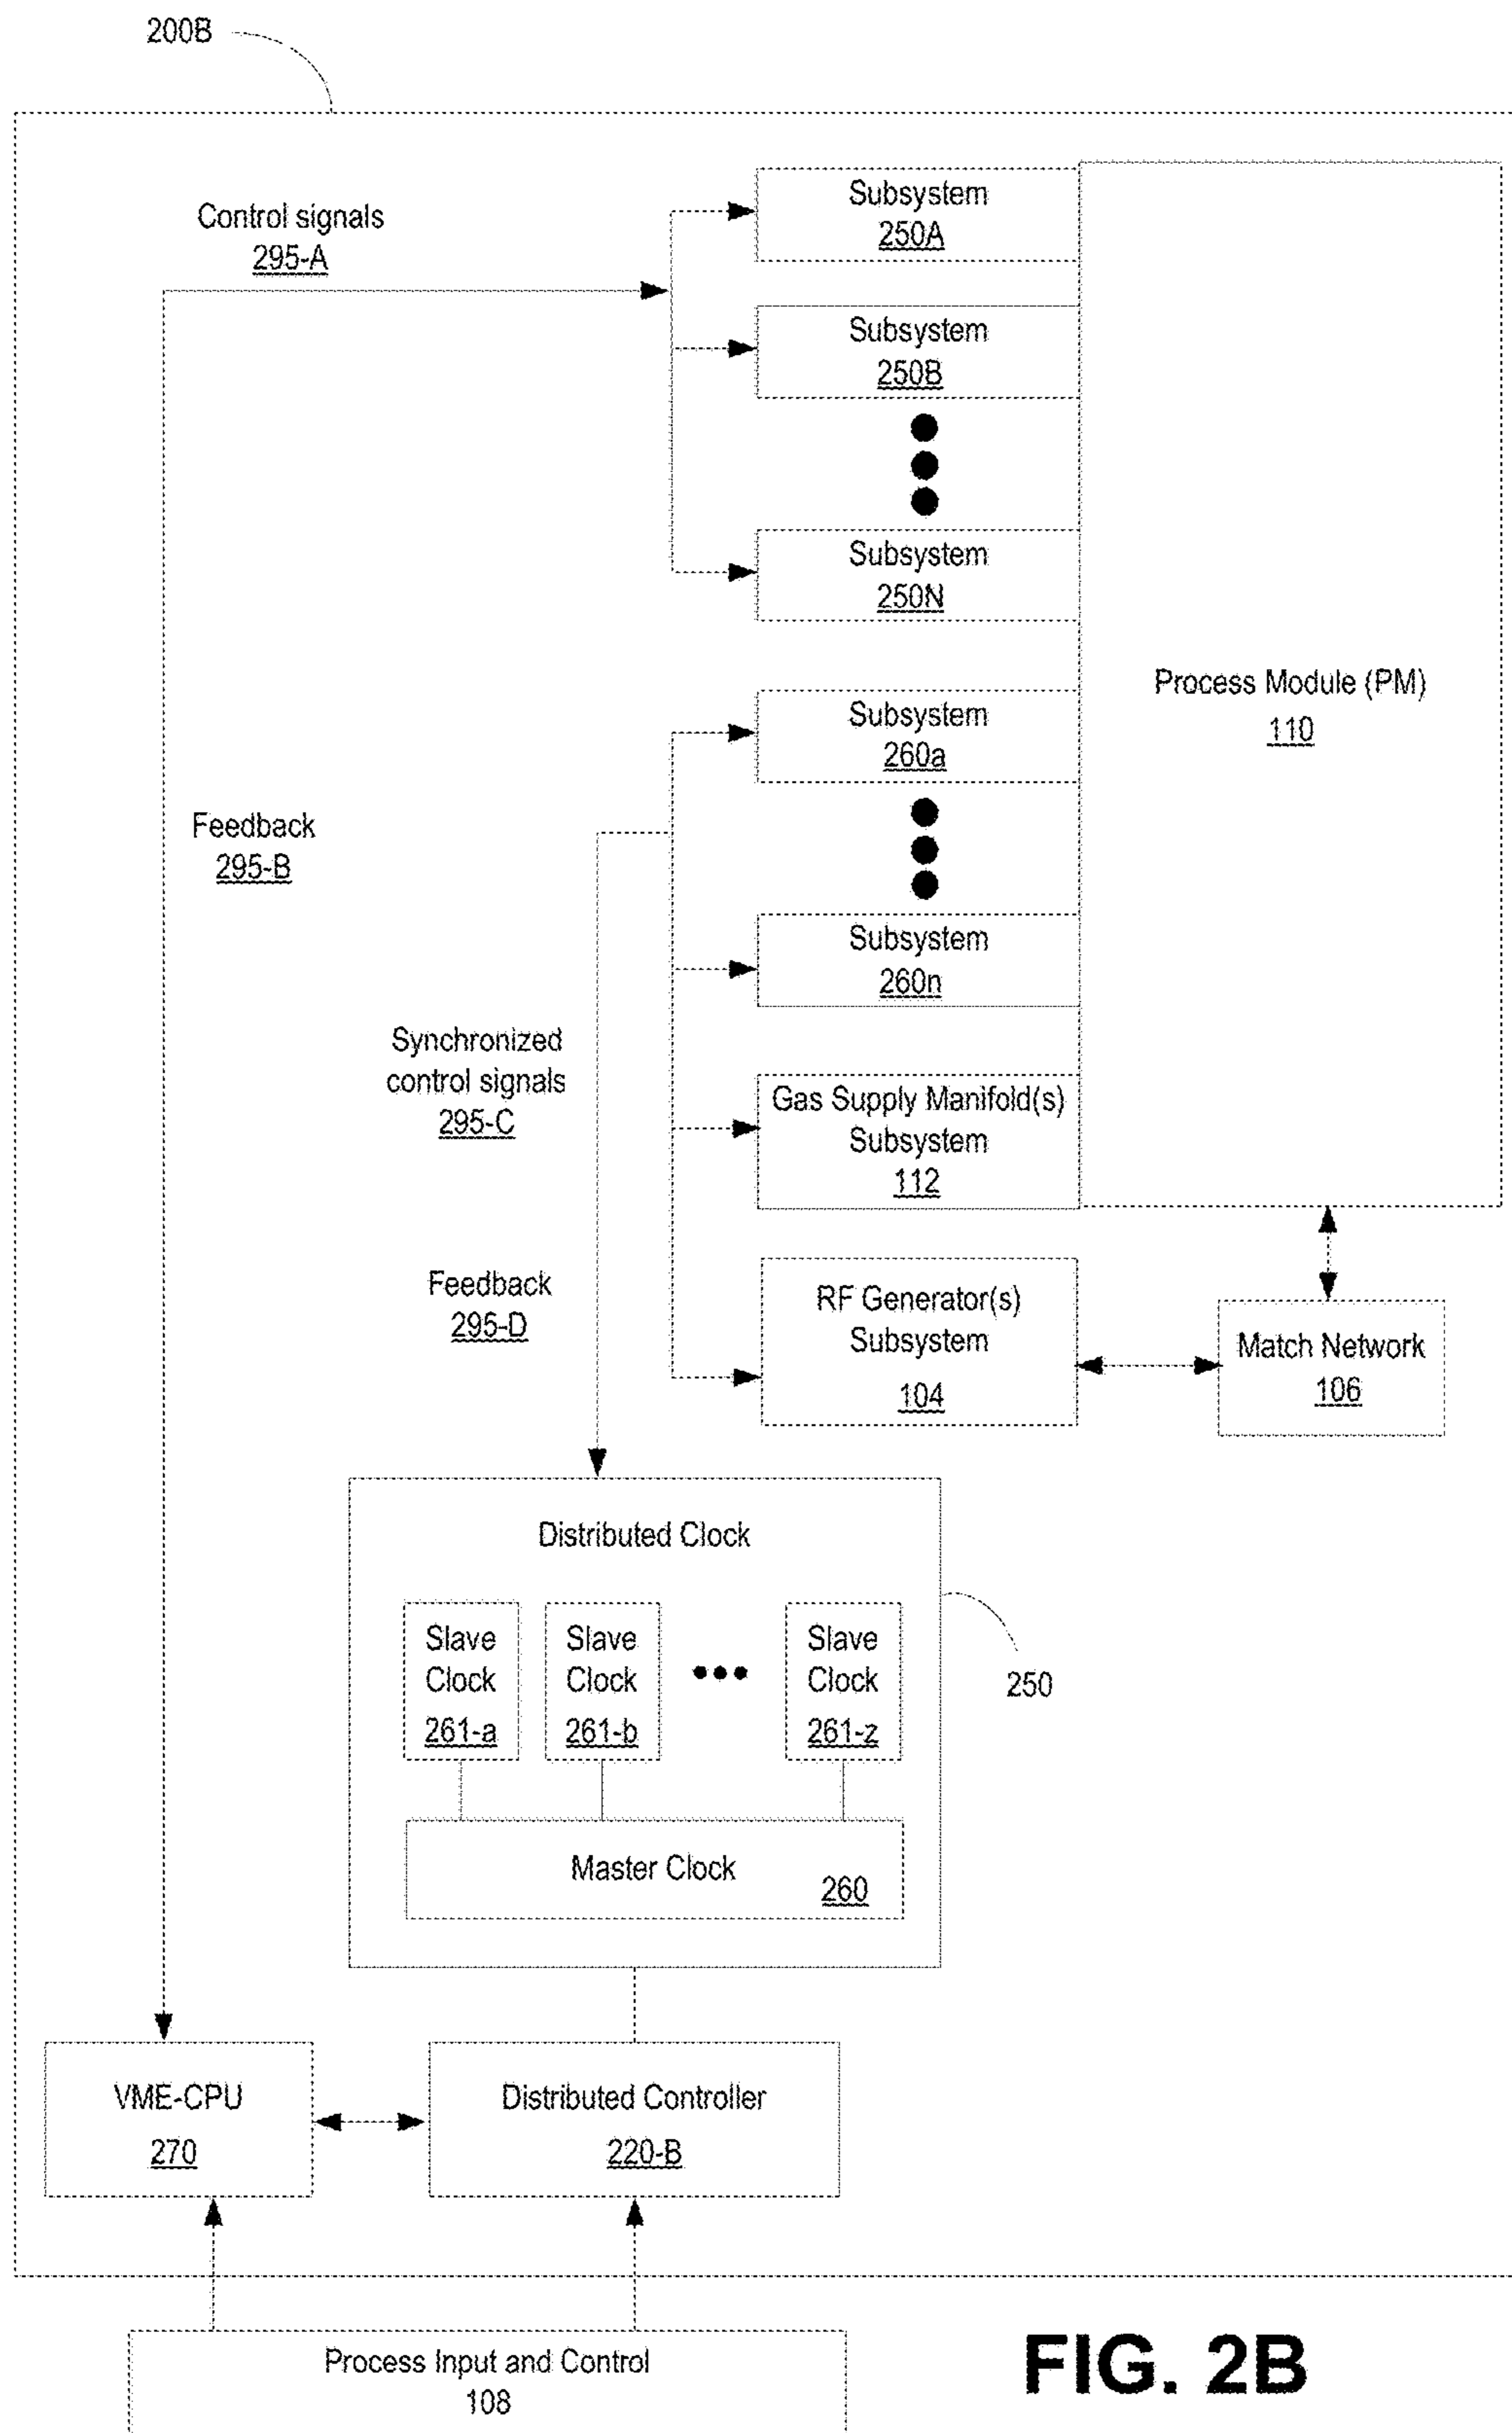 200B
Control signals
295-A
Subsystem
250A
Subsystem
250B
Subsystem
250N
Process Module (PM)
110
Subsystem
260a
Feedback
295-B
Subsystem
260n
Synchronized
control signals
295-C
Gas Supply Manifold(s)
Subsystem
112
Feedback
295-D
RF Generator(s)
Subsystem
104
Match Network
106
Distributed Clock
Slave
Clock
261-a
Slave
Clock
261-b
Slave
Clock
261-z
250
Master Clock
260
VME-CPU
270
Distributed Controller
220-B
Process Input and Control
108
FIG. 2B